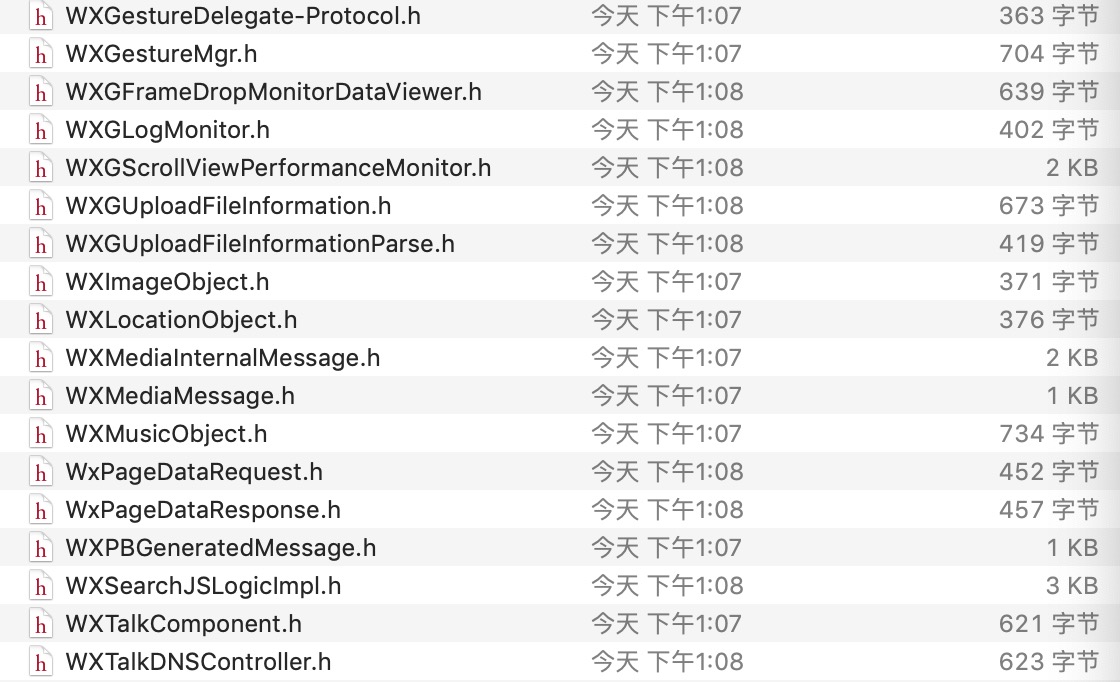 WXGestureDelegate-Protocol.h 今天 下午1:07 363 字节
WXGestureMgr.h 今天 下午1:07 704 字节
WXGFrameDropMonitorDataViewer.h 今天 下午1:08 639 字节
WXGLogMonitor.h 今天 下午1:08 402 字节
WXGScrollViewPerformanceMonitor.h 今天 下午1:08 2 KB
WXGUploadFileInformation.h 今天 下午1:08 673 字节
WXGUploadFileInformationParse.h 今天 下午1:08 419 字节
WXImageObject.h 今天 下午1:07 371 字节
WXLocationObject.h 今天 下午1:07 376 字节
WXMediaInternalMessage.h 今天 下午1:07 2 KB
WXMediaMessage.h 今天 下午1:07 1 KB
WXMusicObject.h 今天 下午1:07 734 字节
WxPageDataRequest.h 今天 下午1:08 452 字节
WxPageDataResponse.h 今天 下午1:08 457 字节
WXPBGeneratedMessage.h 今天 下午1:07 1 KB
WXSearchJSLogicImpl.h 今天 下午1:08 3 KB
WXTalkComponent.h 今天 下午1:07 621 字节
WXTalkDNSController.h 今天 下午1:08 623 字节